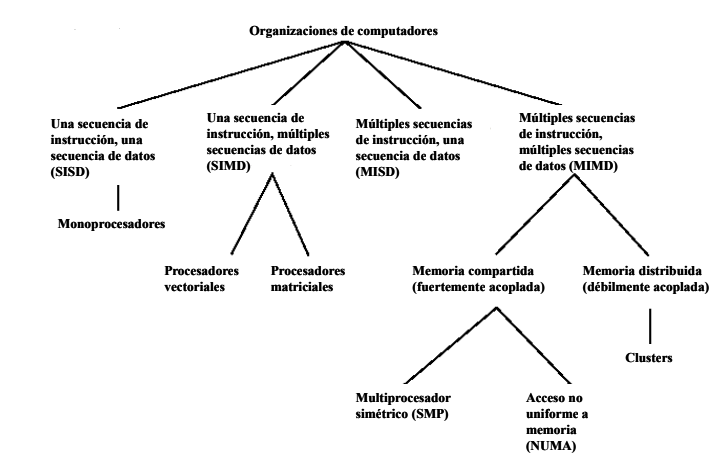 Organizaciones de computadores
Una secuencia de
instrucción, una
secuencia de datos
(SISD)
Una secuencia de
instrucción, múltiples
secuencias de datos
(SIMD)
Múltiples secuencias
de instrucción, una
secuencia de datos
(MISD)
Múltiples secuencias
de instrucción,
múltiples secuencias
de datos (MIMD)
Monoprocesadores
Procesadores
vectoriales
Procesadores
matriciales
Memoria compartida
(fuertemente acoplada)
Memoria distribuida
(débilmente acoplada)
Clusters
Multiprocesador
simétrico (SMP)
Acceso no
uniforme a
memoria
(NUMA)